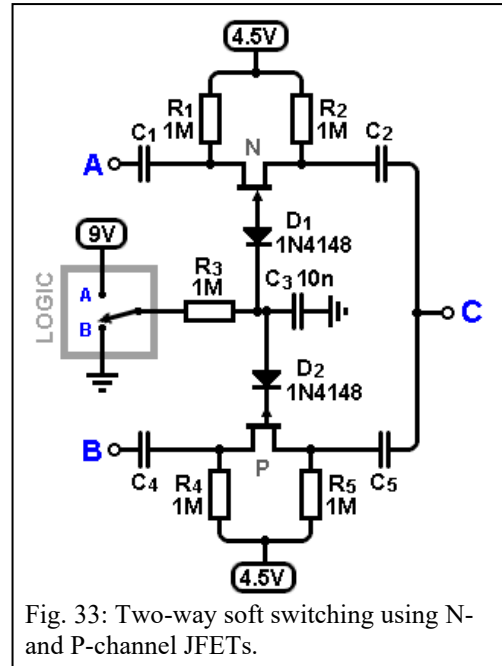 4.5V
R1
1M
R2
1M
C1
C2
N
A
D1
1N4148
9V
R3
1M
C3 10n
LOGIC
A
B
C
D2
1N4148
B
P
C4
C5
R4
1M
R5
1M
4.5V
Fig. 33: Two-way soft switching using N-
and P-channel JFETs.